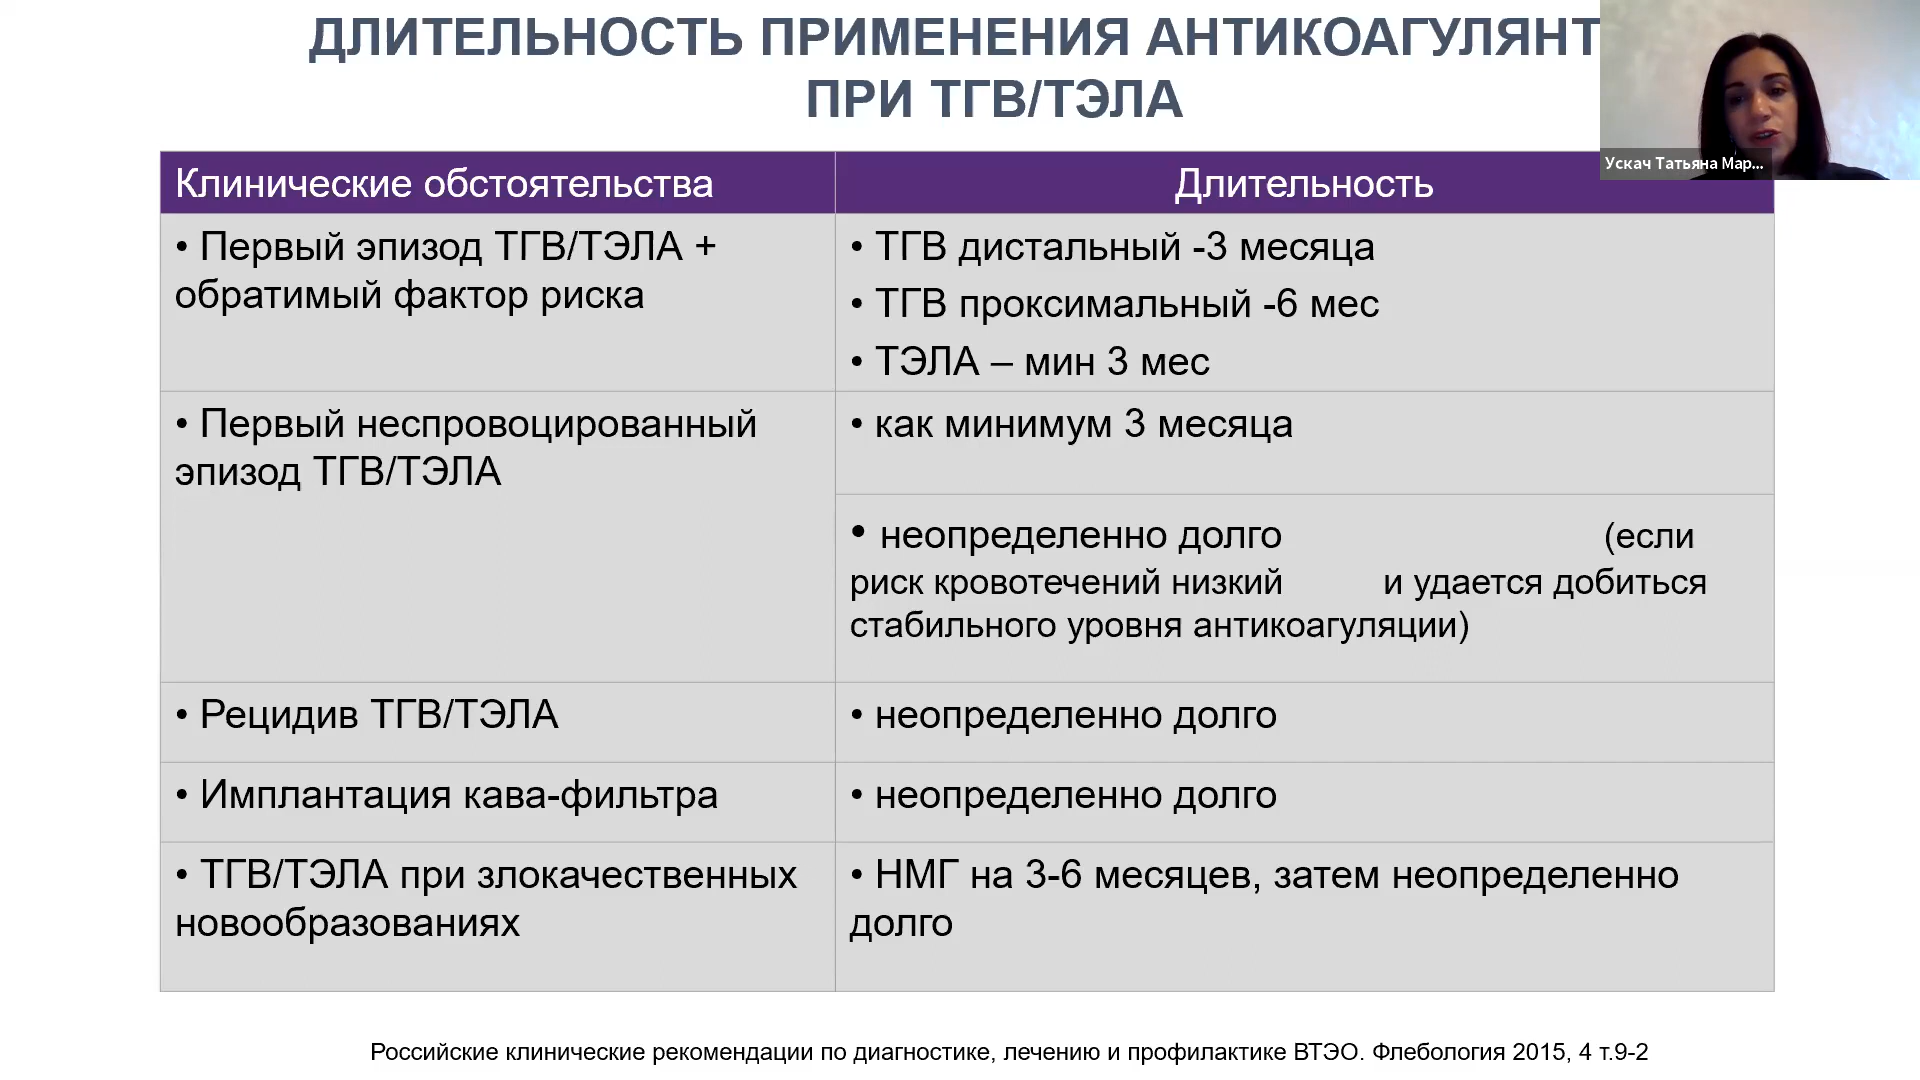 ДЛИТЕЛЬНОСТЬ ПРИМЕНЕНИЯ АНТИКОАГУЛЯНТ
ПРИ ТГВ/ТЭЛА
Ускач Татьяна Мар...
Клинические обстоятельства
Длительность
• Первый эпизод ТГВ/ТЭЛА +
обратимый фактор риска
• ТГВ дистальный -3 месяца
• ТГВ проксимальный -6 мес
• ТЭЛА – мин 3 мес
• Первый неспровоцированный
эпизод ТГВ/ТЭЛА
• как минимум 3 месяца
• неопределенно долго (если
риск кровотечений низкий и удается добиться
стабильного уровня антикоагуляции)
• Рецидив ТГВ/ТЭЛА
• неопределенно долго
• Имплантация кава-фильтра
• неопределенно долго
• ТГВ/ТЭЛА при злокачественных
новообразованиях
• НМГ на 3-6 месяцев, затем неопределенно
долго
Российские клинические рекомендации по диагностике, лечению и профилактике ВТЭО. Флебология 2015, 4 т.9-2